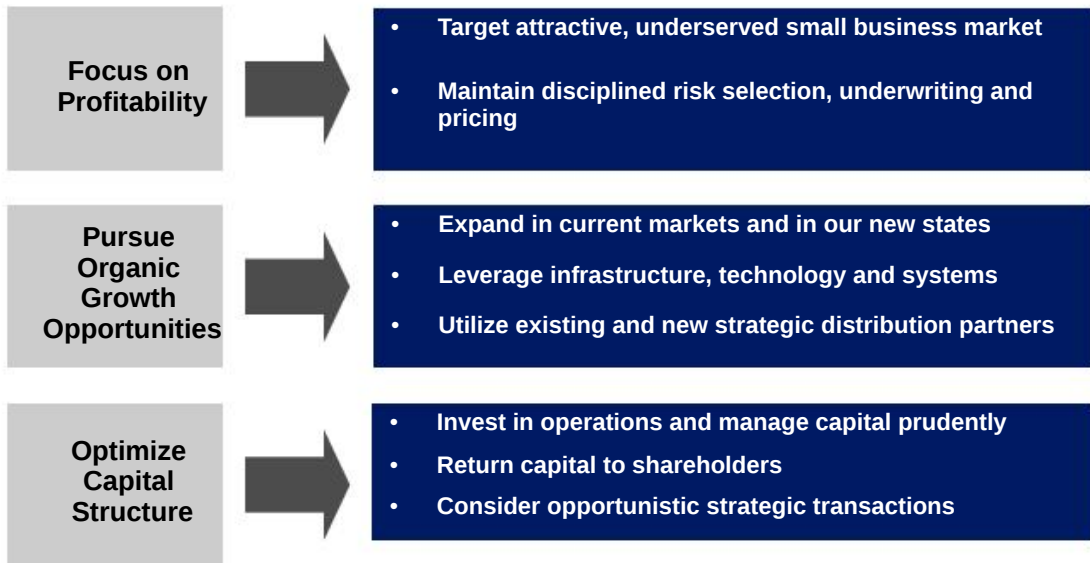 Focus on
Profitability
• Target attractive, underserved small business market
• Maintain disciplined risk selection, underwriting and
pricing
Pursue
Organic
Growth
Opportunities
• Expand in current markets and in our new states
• Leverage infrastructure, technology and systems
• Utilize existing and new strategic distribution partners
Optimize
Capital
Structure
• Invest in operations and manage capital prudently
• Return capital to shareholders
• Consider opportunistic strategic transactions